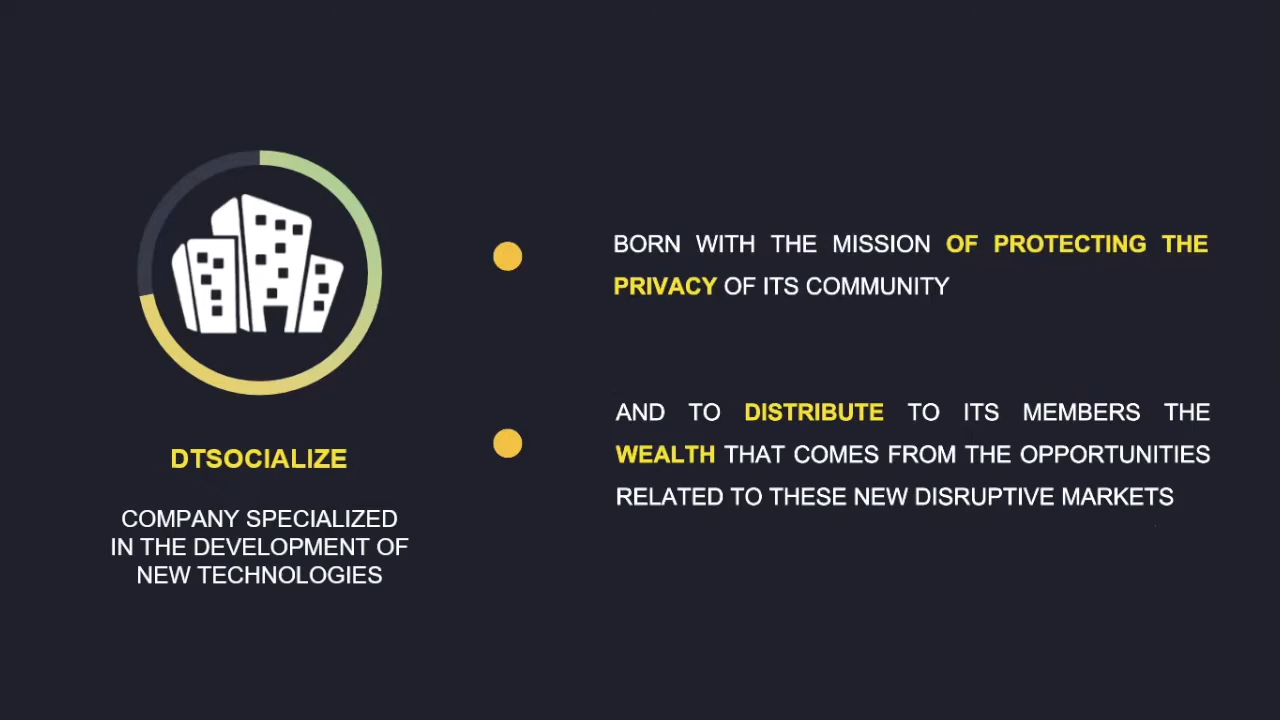 DTSOCIALIZE
COMPANY SPECIALIZED
IN THE DEVELOPMENT OF
NEW TECHNOLOGIES
BORN WITH THE MISSION OF PROTECTING THE
PRIVACY OF ITS COMMUNITY
AND TO DISTRIBUTE TO ITS MEMBERS THE
WEALTH THAT COMES FROM THE OPPORTUNITIES
RELATED TO THESE NEW DISRUPTIVE MARKETS